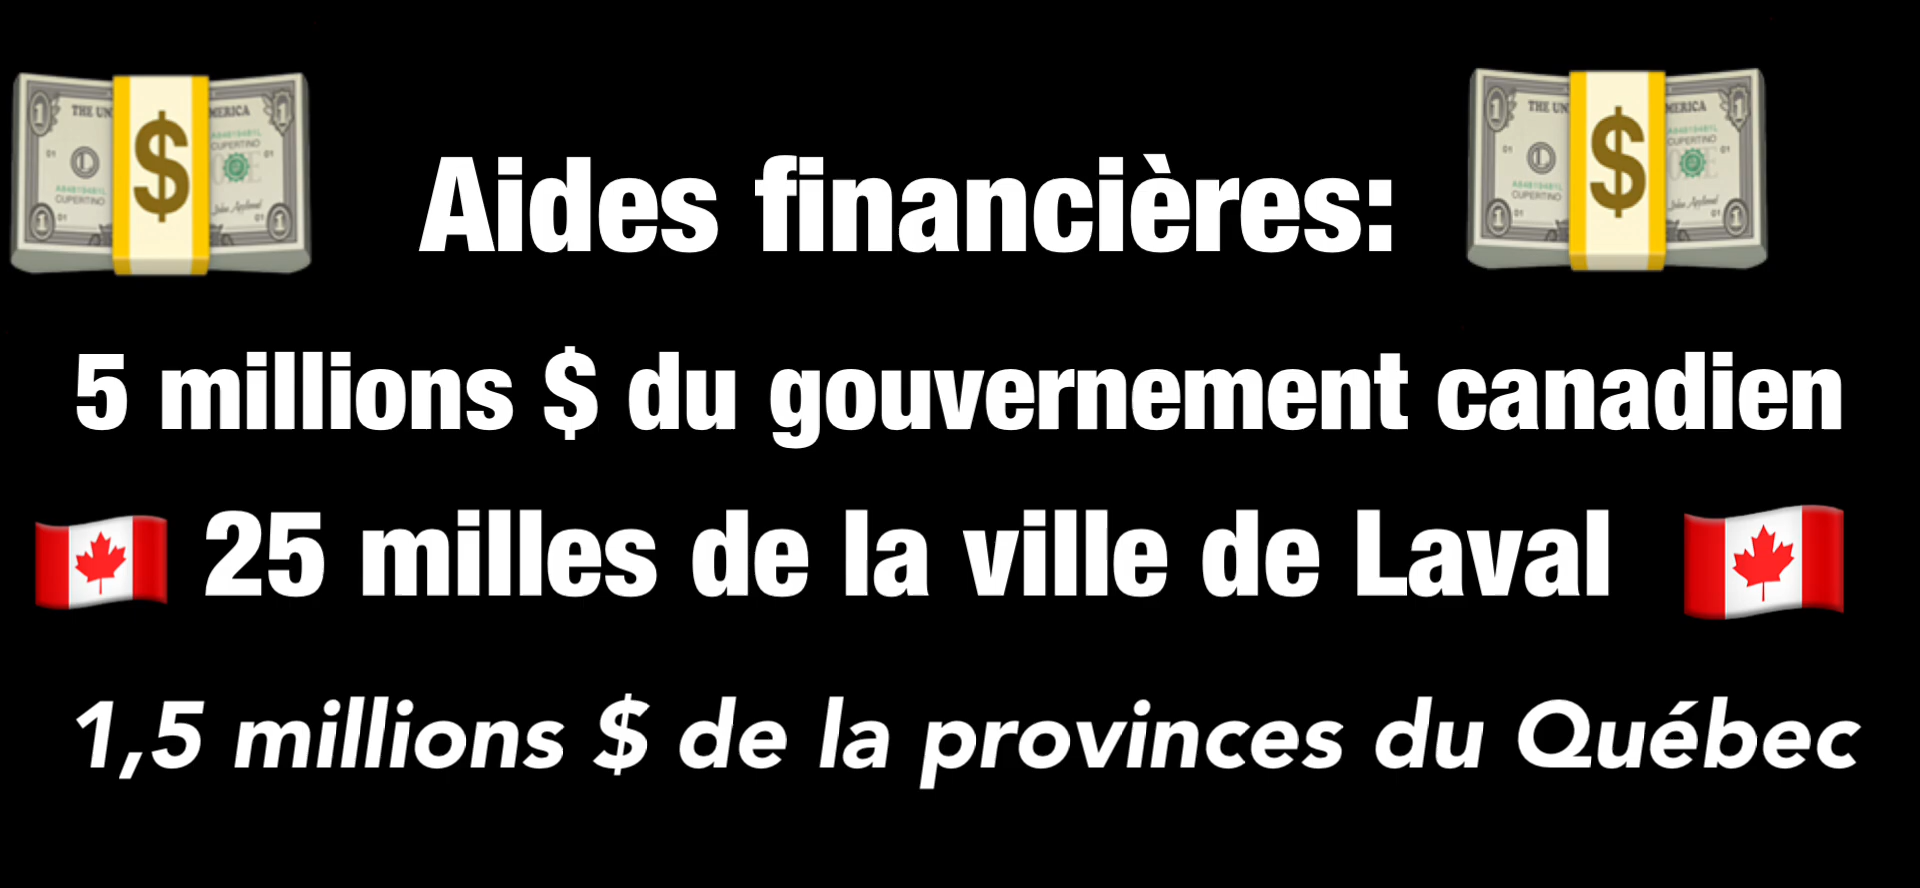 Aides financières:
5 millions $ du gouvernement canadien
25 milles de la ville de Laval
1,5 millions $ de la provinces du Québec